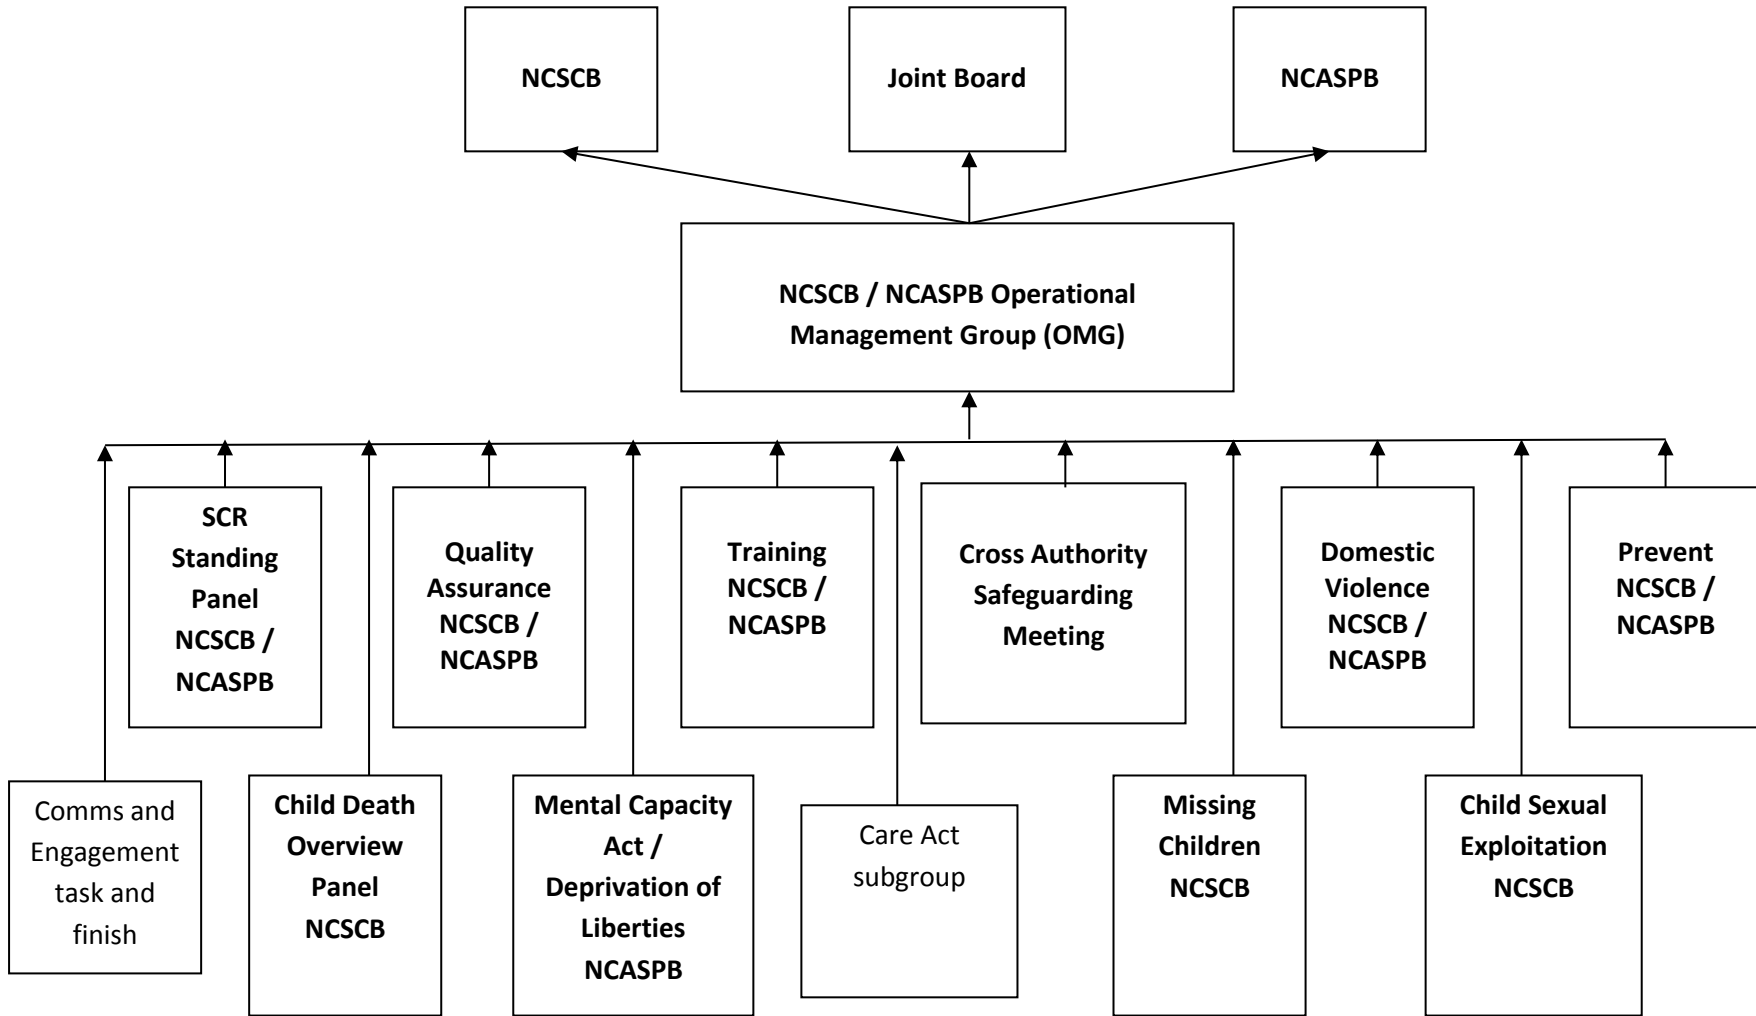 NCSCB
Joint Board
NCASPB
NCSCB / NCASPB Operational
Management Group (OMG)
SCR
Standing
Panel
NCSCB /
NCASPB
Quality
Assurance
NCSCB /
NCASPB
Training
NCSCB /
NCASPB
Cross Authority
Safeguarding
Meeting
Domestic
Violence
NCSCB /
NCASPB
Prevent
NCSCB /
NCASPB
Comms and
Engagement
task and
finish
Child Death
Overview
Panel
NCSCB
Mental Capacity
Act /
Deprivation of
Liberties
NCASPB
Care Act
subgroup
Missing
Children
NCSCB
Child Sexual
Exploitation
NCSCB